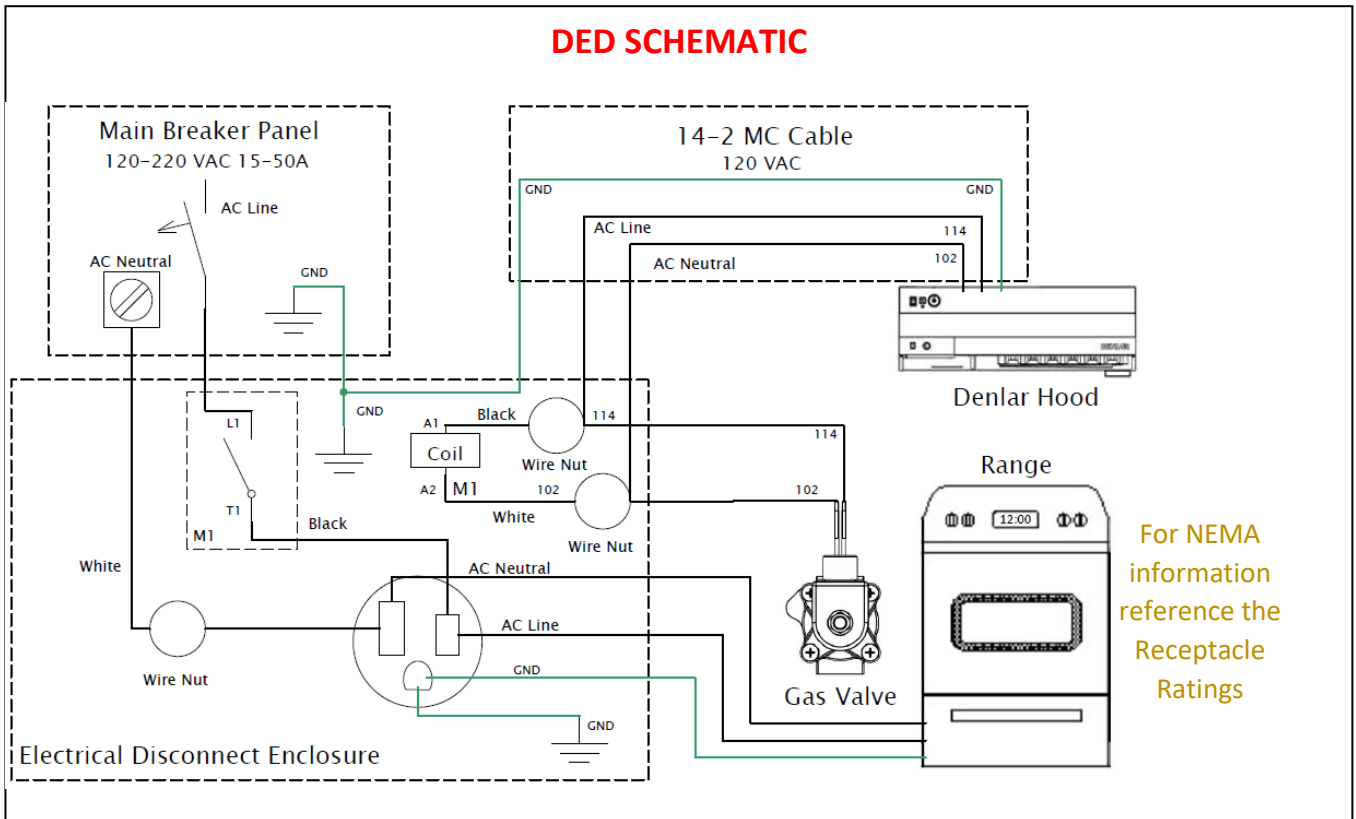 DED SCHEMATIC
Main Breaker Panel
120-220 VAC 15-50A
AC Line
AC Neutral
GND
14-2 MC Cable
120 VAC
GND
GND
AC Line
114
AC Neutral
102
Denlar Hood
L1
T1
M1
Black
GND
A1
Black
114
Coil
Wire Nut
A2
M1
102
White
Wire Nut
114
102
Gas Valve
White
Wire Nut
AC Neutral
AC Line
GND
GND
Electrical Disconnect Enclosure
Range
12:00
For NEMA
information
reference the
Receptacle
Ratings